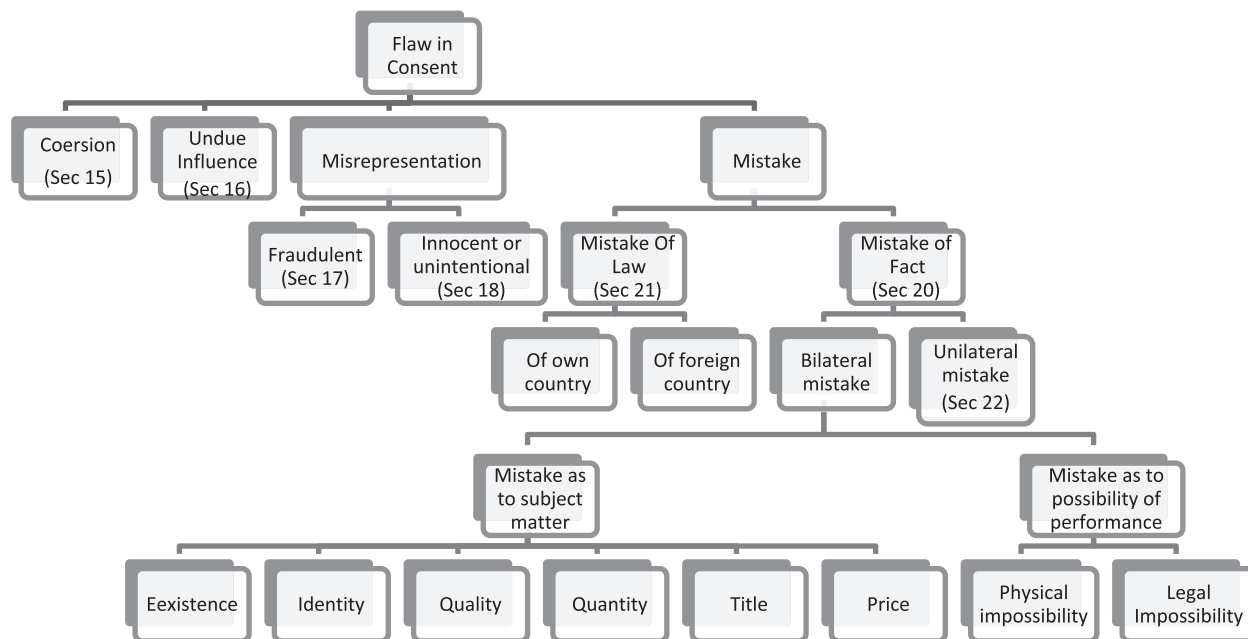 Flaw in
Consent
Coersion
(Sec 15)
Undue
Influence
(Sec 16)
Misrepresentation
Mistake
Fraudulent
(Sec 17)
Innocent or
unintentional
(Sec 18)
Mistake Of
Law
(Sec 21)
Mistake of
Fact
(Sec 20)
Of own
country
Of foreign
country
Bilateral
mistake
Unilateral
mistake
(Sec 22)
Mistake as
to subject
matter
Mistake as to
possibility of
performance
Eexistence
Identity
Quality
Quantity
Title
Price
Physical
impossibility
Legal
Impossibility